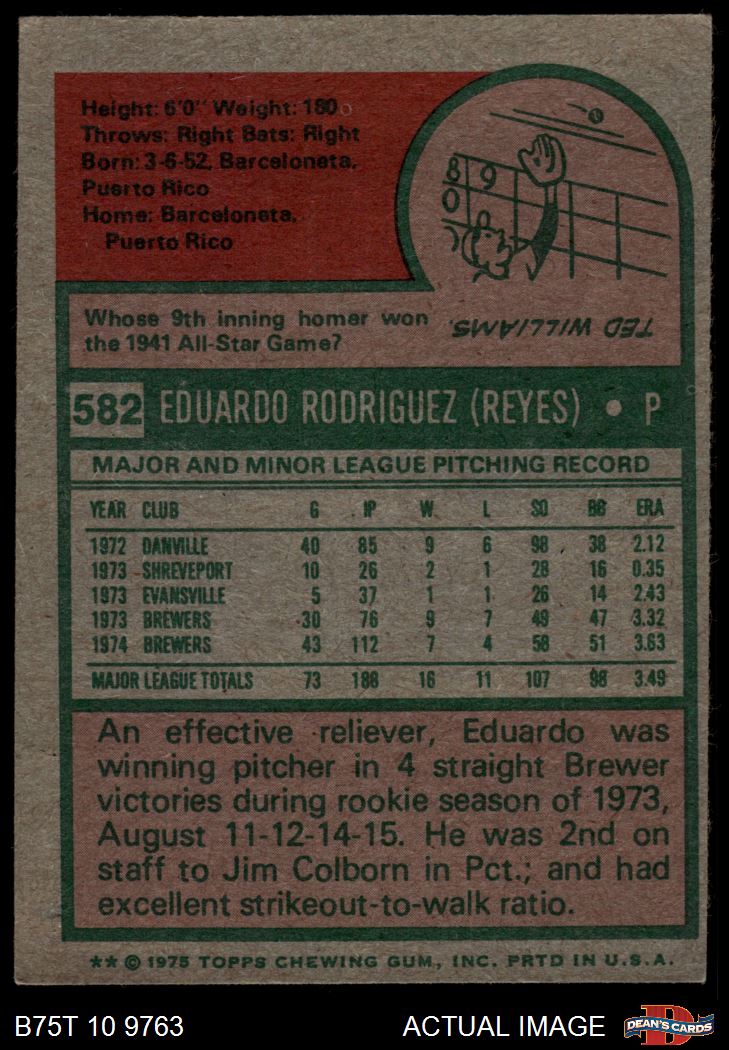 Height: 6'0" Weight: 180
Throws: Right Bats: Right
Born: 3-6-52, Barceloneta,
Puerto Rico
Home: Barceloneta,
Puerto Rico
8 9
0
Whose 9th inning homer won
the 1941 All-Star Game?
TED WILLIAMS.
582 EDUARDO RODRIGUEZ (REYES) • P
MAJOR AND MINOR LEAGUE PITCHING RECORD
YEAR CLUB G IP W L SO BB ERA
1972 DANVILLE 40 85 9 6 98 38 2.12
1973 SHREVEPORT 10 26 2 1 28 16 0.35
1973 EVANSVILLE 5 37 1 1 26 14 2.43
1973 BREWERS 30 76 9 7 49 47 3.32
1974 BREWERS 43 112 7 4 58 51 3.63
MAJOR LEAGUE TOTALS 73 188 16 11 107 98 3.49
An effective reliever, Eduardo was
winning pitcher in 4 straight Brewer
victories during rookie season of 1973,
August 11-12-14-15. He was 2nd on
staff to Jim Colborn in Pct.; and had
excellent strikeout-to-walk ratio.
** © 1975 TOPPS CHEWING GUM, INC. PRTD IN U.S.A.
B75T 10 9763 ACTUAL IMAGE
DEAN'S CARDS